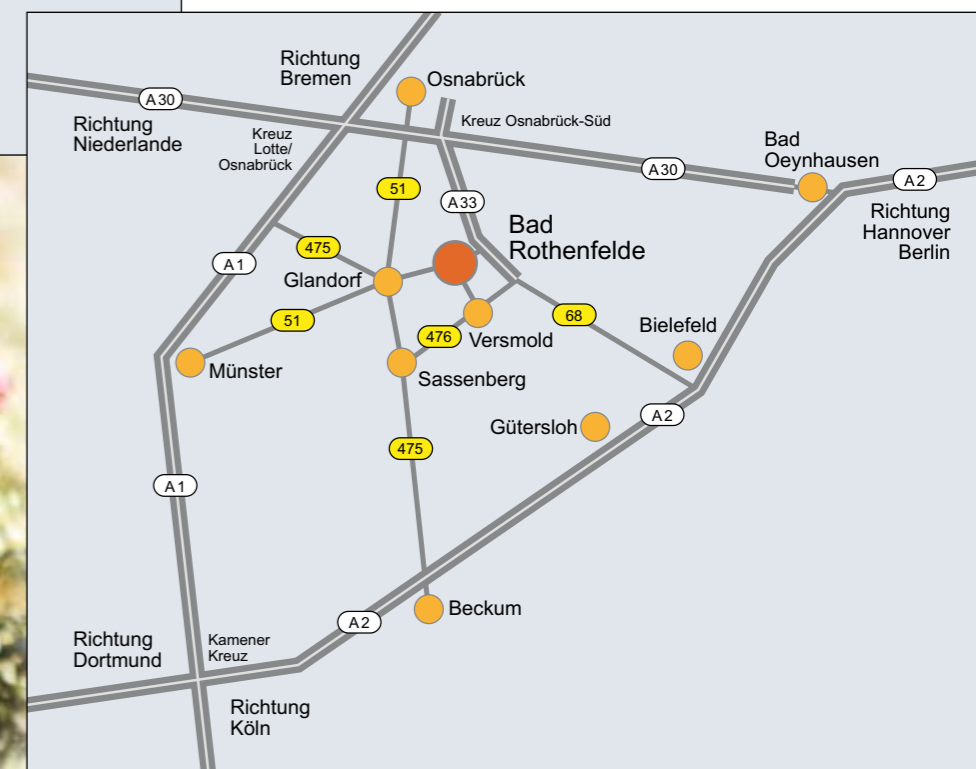 Richtung
Bremen
Osnabrück
A30
Richtung
Niederlande
Kreuz
Lotte/
Osnabrück
Kreuz Osnabrück-Süd
Bad
Oeynhausen
A30
A2
51
A33
Richtung
Hannover
Berlin
Bad
Rothenfelde
475
A1
Glandorf
51
476
Versmold
68
Bielefeld
Münster
Sassenberg
A2
Gütersloh
475
A1
Beckum
A2
Richtung
Dortmund
Kamener
Kreuz
Richtung
Köln